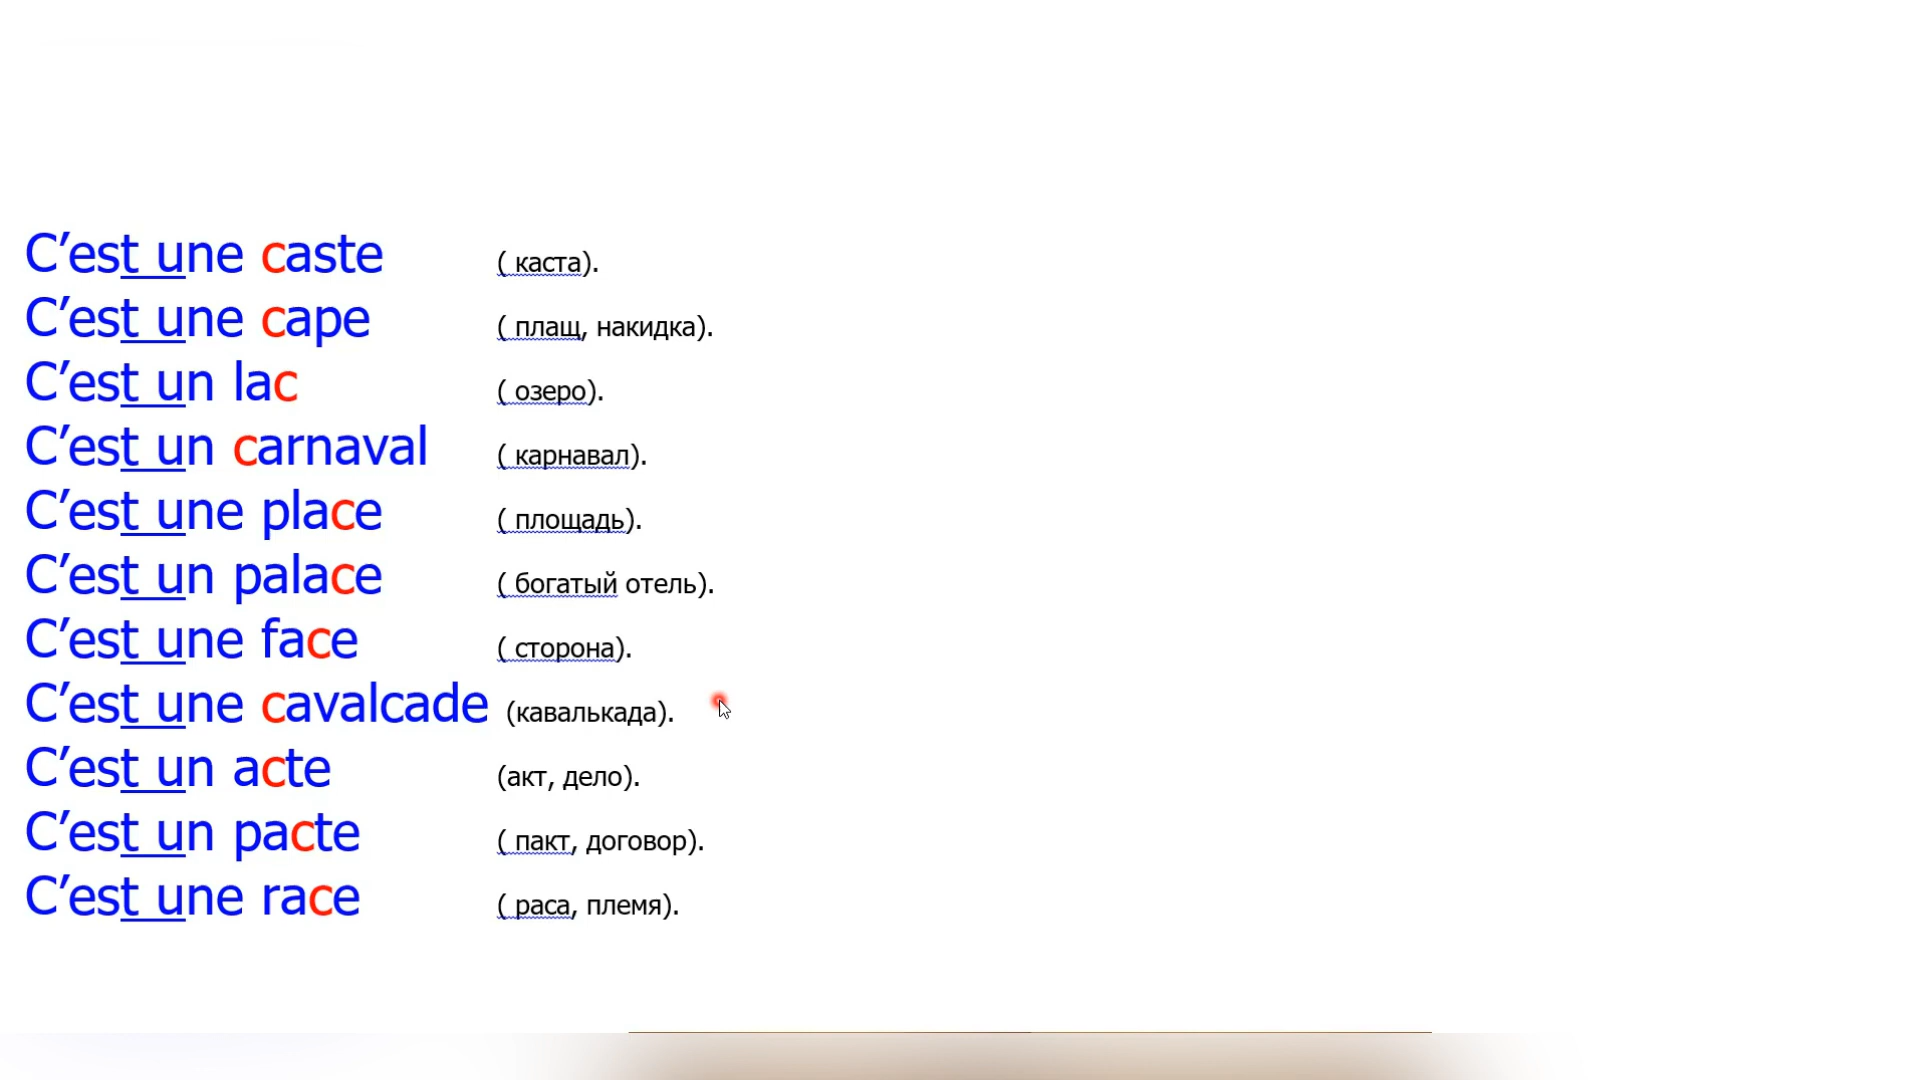 C’est une caste ( каста).
C’est une cape ( плащ, накидка).
C’est un lac ( озеро).
C’est un carnaval ( карнавал).
C’est une place ( площадь).
C’est un palace ( богатый отель).
C’est une face ( сторона).
C’est une cavalcade (кавалькада).
C’est un acte (акт, дело).
C’est un pacte ( пакт, договор).
C’est une race ( раса, племя).